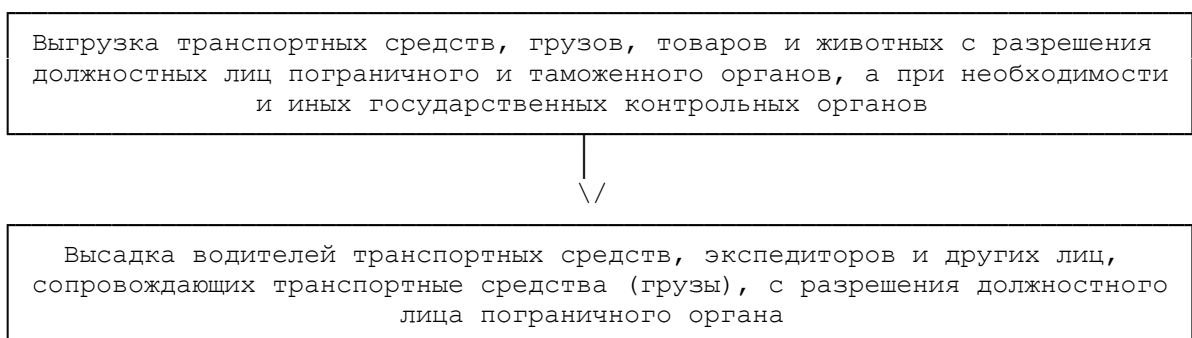 Выгрузка транспортных средств, грузов, товаров и животных с разрешения
должностных лиц пограничного и таможенного органов, а при необходимости
и иных государственных контрольных органов
\/
Высадка водителей транспортных средств, экспедиторов и других лиц,
сопровождающих транспортные средства (грузы), с разрешения должностного
лица пограничного органа